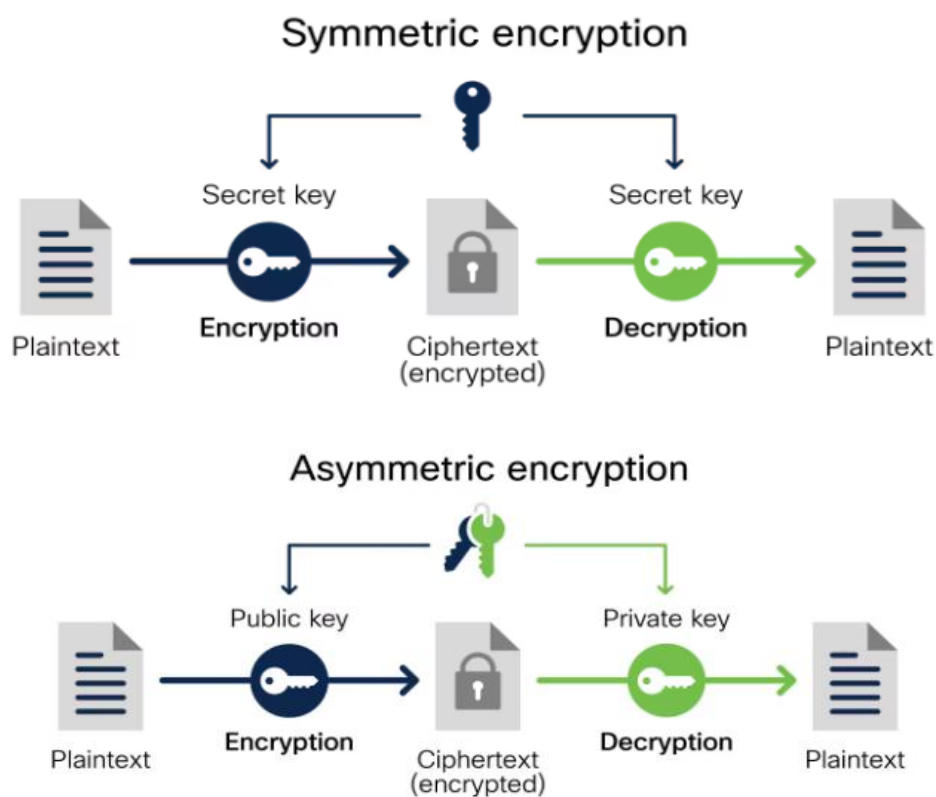 Symmetric encryption
Secret key
Secret key
Encryption
Decryption
Plaintext
Ciphertext
(encrypted)
Plaintext
Asymmetric encryption
Public key
Private key
Encryption
Decryption
Plaintext
Ciphertext
(encrypted)
Plaintext